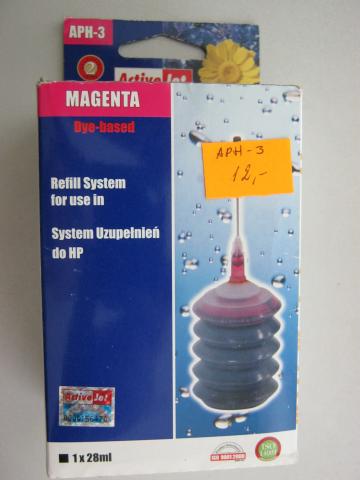 APH-3
ActiveJet
MAGENTA
Dye-based
APH-3
12,-
Refill System
for use in
System Uzupełnień
do HP
ActiveJet
1 x 28ml
ISO 9001:2000
ISO